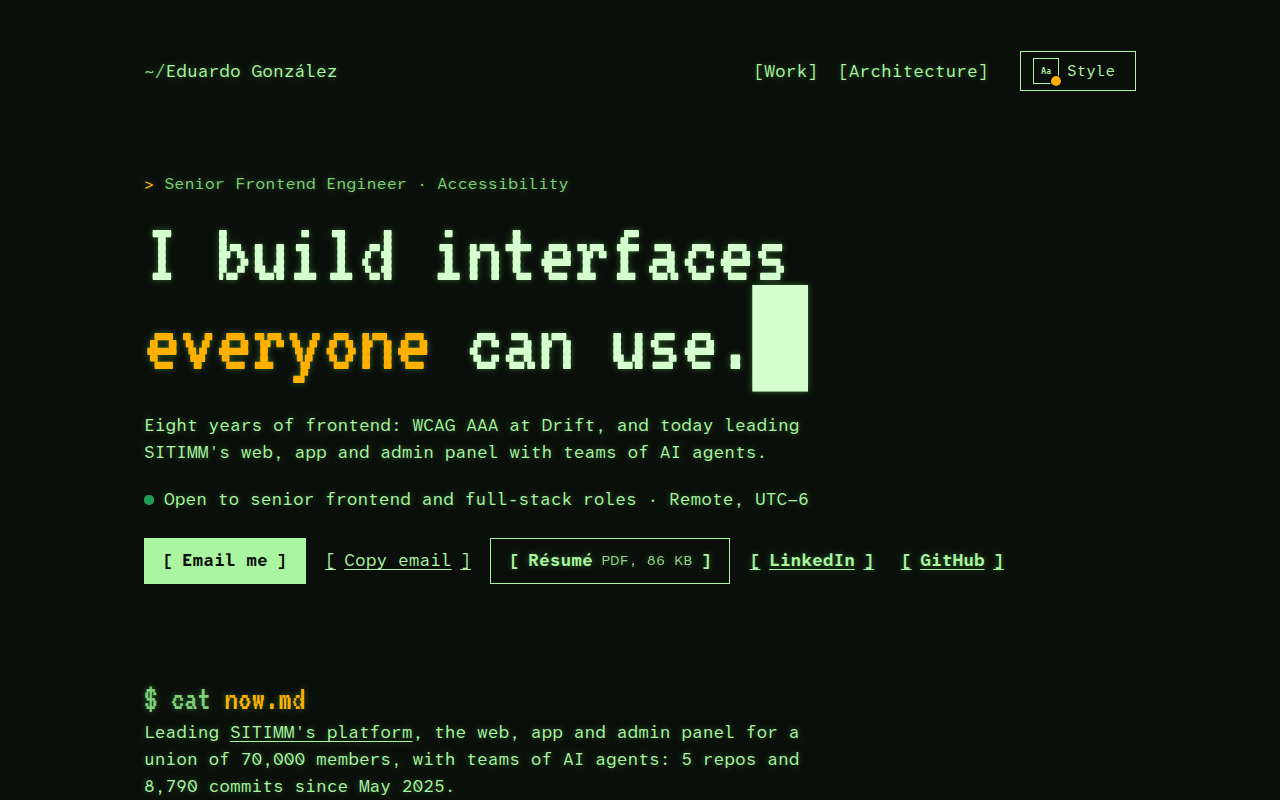 ~/Eduardo González
[Work] [Architecture]
Aa Style
> Senior Frontend Engineer · Accessibility
I build interfaces
everyone can use.
Eight years of frontend: WCAG AAA at Drift, and today leading
SITIMM's web, app and admin panel with teams of AI agents.
Open to senior frontend and full-stack roles · Remote, UTC−6
[ Email me ] [ Copy email ] [ Résumé PDF, 86 KB ] [ LinkedIn ] [ GitHub ]
$ cat now.md
Leading SITIMM's platform, the web, app and admin panel for a
union of 70,000 members, with teams of AI agents: 5 repos and
8,790 commits since May 2025.